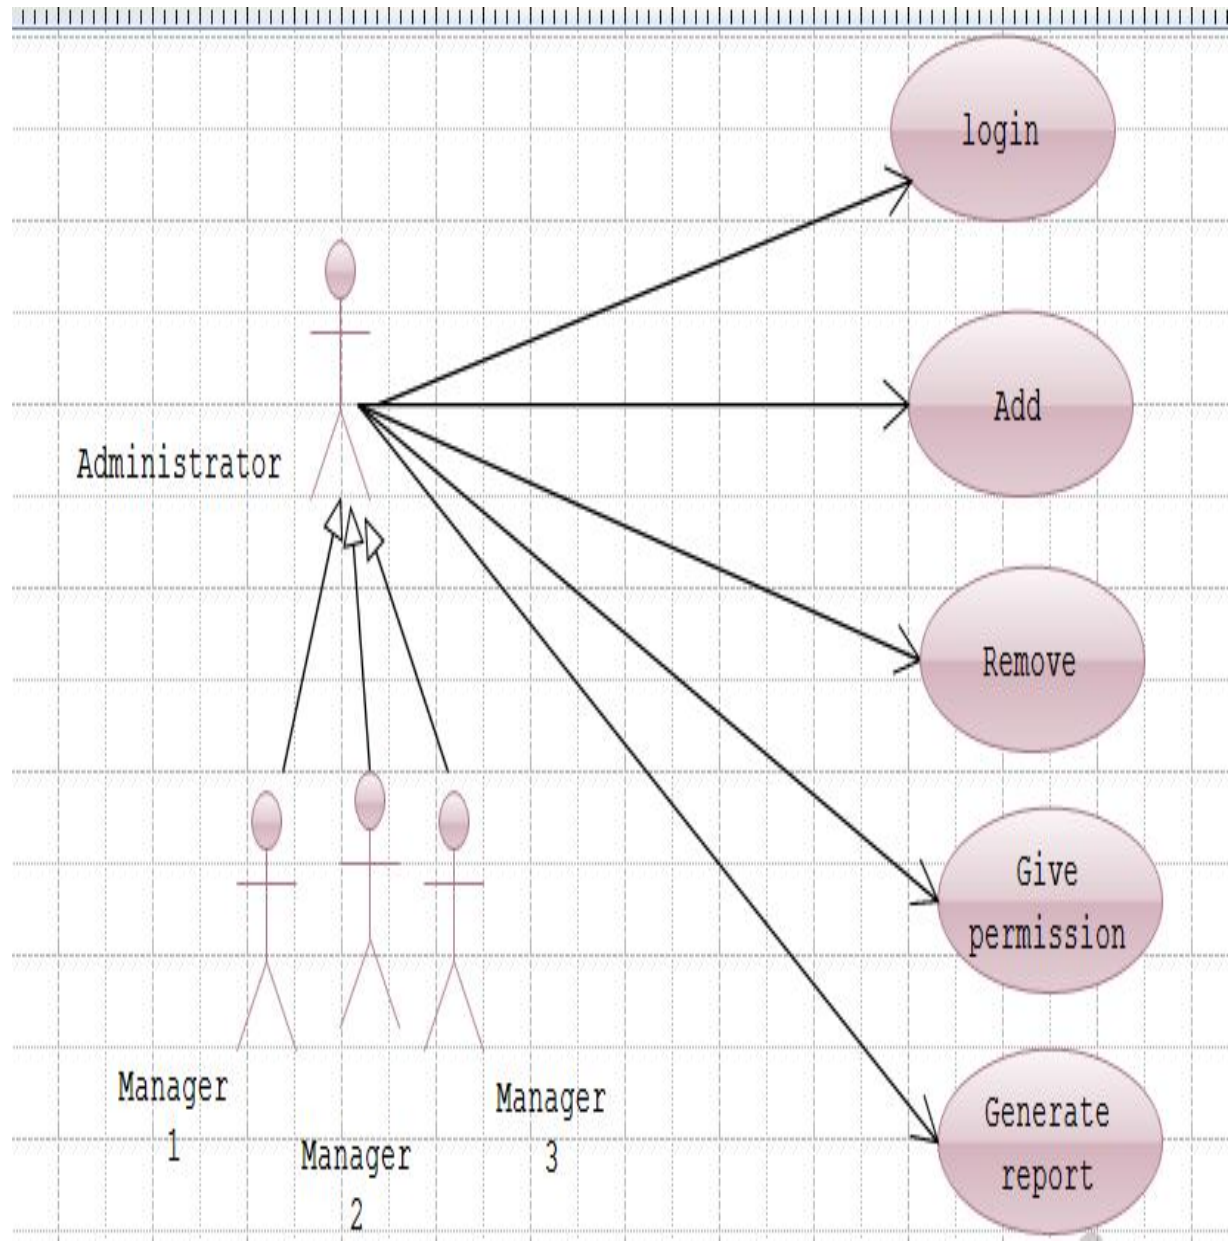 login
Administrator
Add
Remove
Give
permission
Manager
1
Manager
2
Manager
3
Generate
report